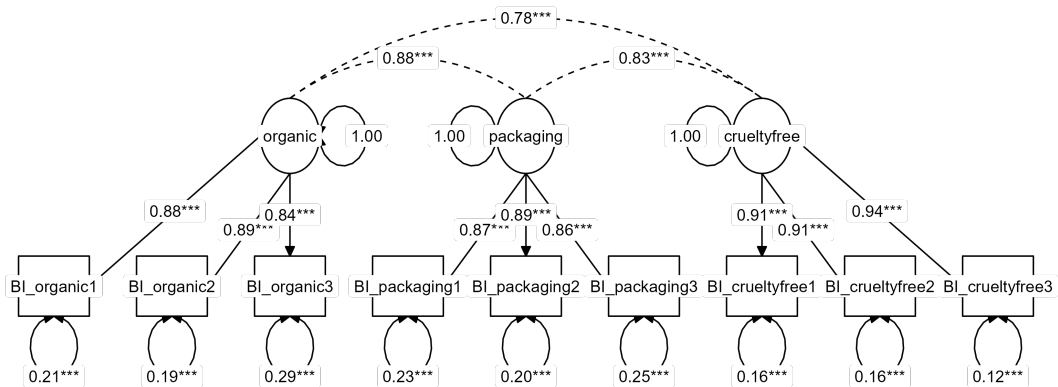 0.78***
0.88*** 0.83***
organic 1.00 1.00 packaging 1.00 crueltyfree
0.88*** 0.84*** 0.89*** 0.91*** 0.94***
0.89*** 0.87*** 0.86*** 0.91***
BI_organic1 BI_organic2 BI_organic3 BI_packaging1 BI_packaging2 BI_packaging3 BI_crueltyfree1 BI_crueltyfree2 BI_crueltyfree3
0.21*** 0.19*** 0.29*** 0.23*** 0.20*** 0.25*** 0.16*** 0.16*** 0.12***